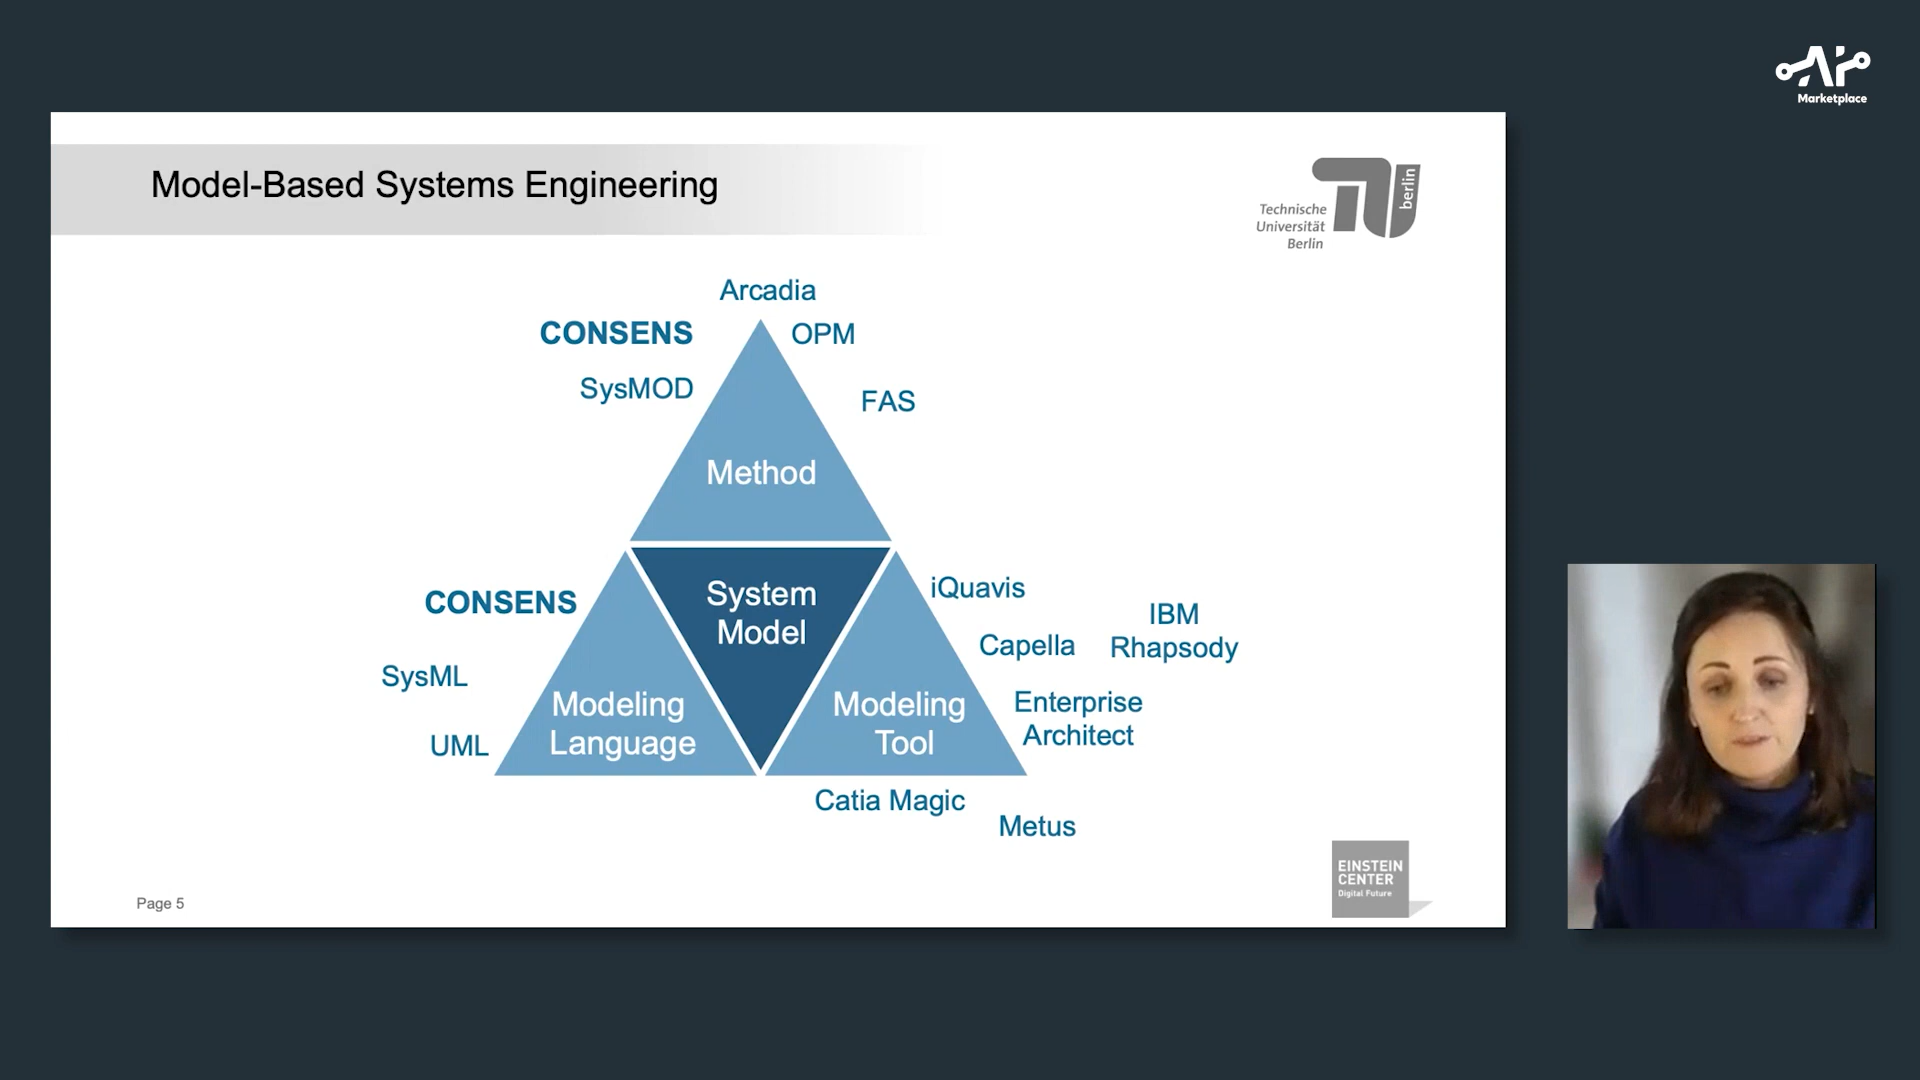 AI
Marketplace
Model-Based Systems Engineering
Technische
Universität
Berlin
berlin
Arcadia
CONSENS
OPM
SysMOD
FAS
Method
CONSENS
System
Model
iQuavis
IBM
Rhapsody
Capella
SysML
Modeling
Language
Modeling
Tool
Enterprise
Architect
UML
Catia Magic
Metus
EINSTEIN
CENTER
Digital Future
Page 5